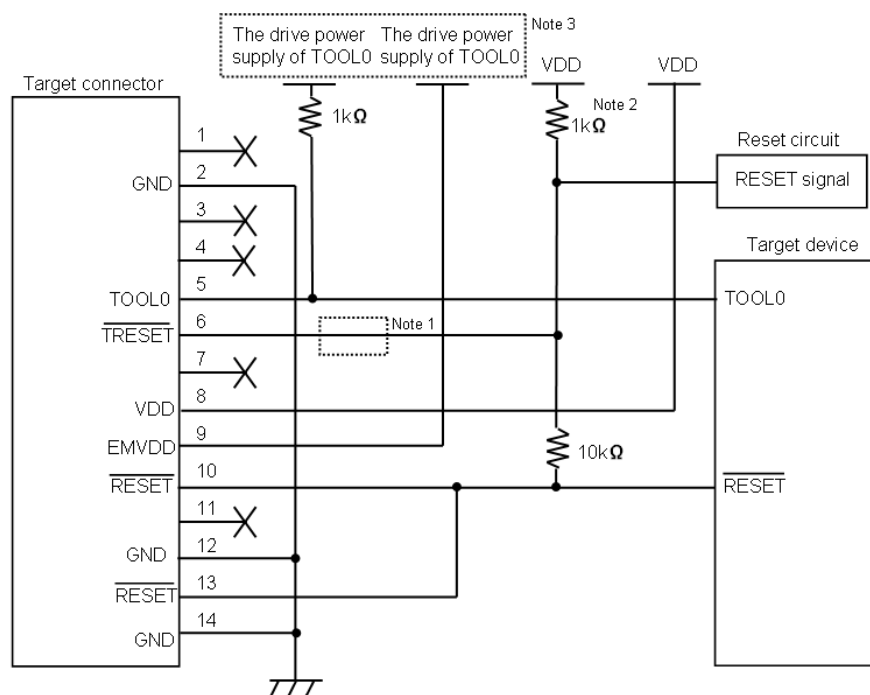 Note 3
The drive power supply of TOOL0
The drive power supply of TOOL0
VDD
VDD
Target connector
1kΩ
Note 2
1kΩ
1
Reset circuit
RESET signal
2
GND
3
4
Target device
5
TOOL0
TOOL0
6
TRESET
Note 1
7
8
VDD
9
EMVDD
10kΩ
10
RESET
RESET
11
12
GND
13
RESET
14
GND